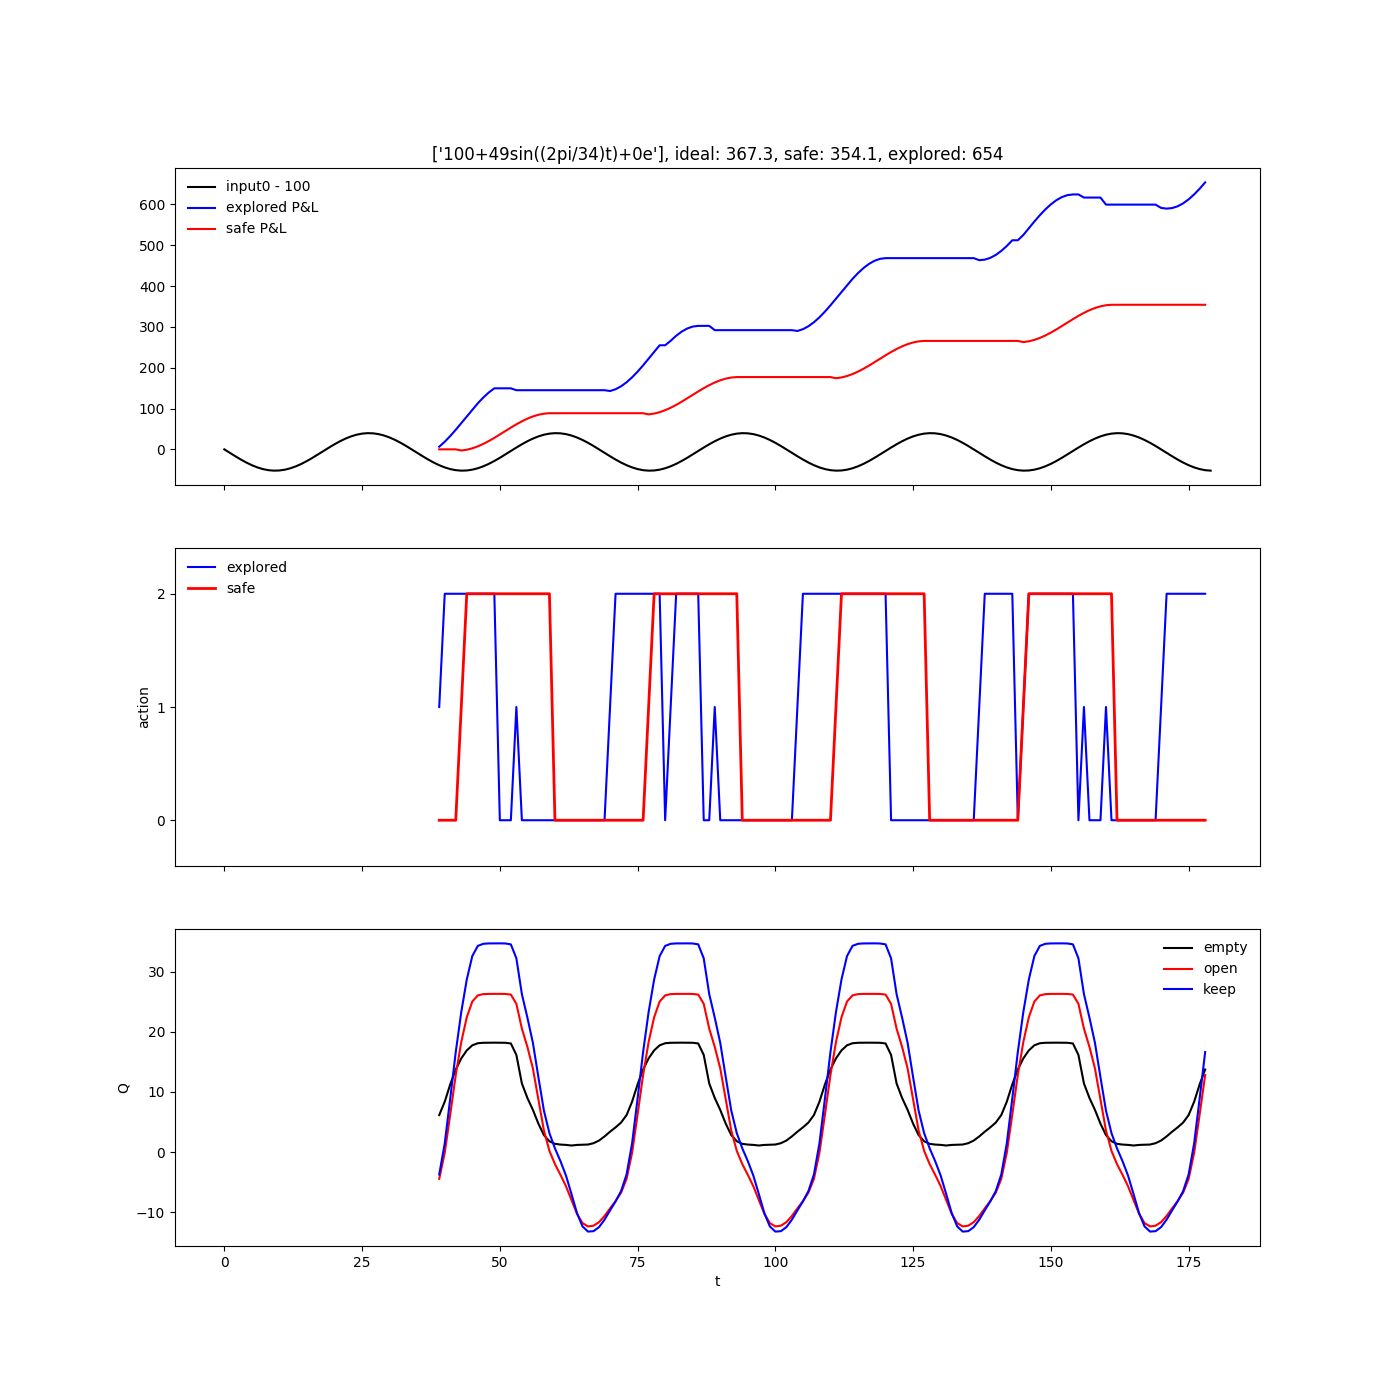 ['100+49sin((2pi/34)t)+0e'], ideal: 367.3, safe: 354.1, explored: 654
input0 - 100
explored P&L
safe P&L
600
500
400
300
200
100
0
explored
safe
2
1
0
action
empty
open
keep
30
20
10
0
−10
Q
0 25 50 75 100 125 150 175
t